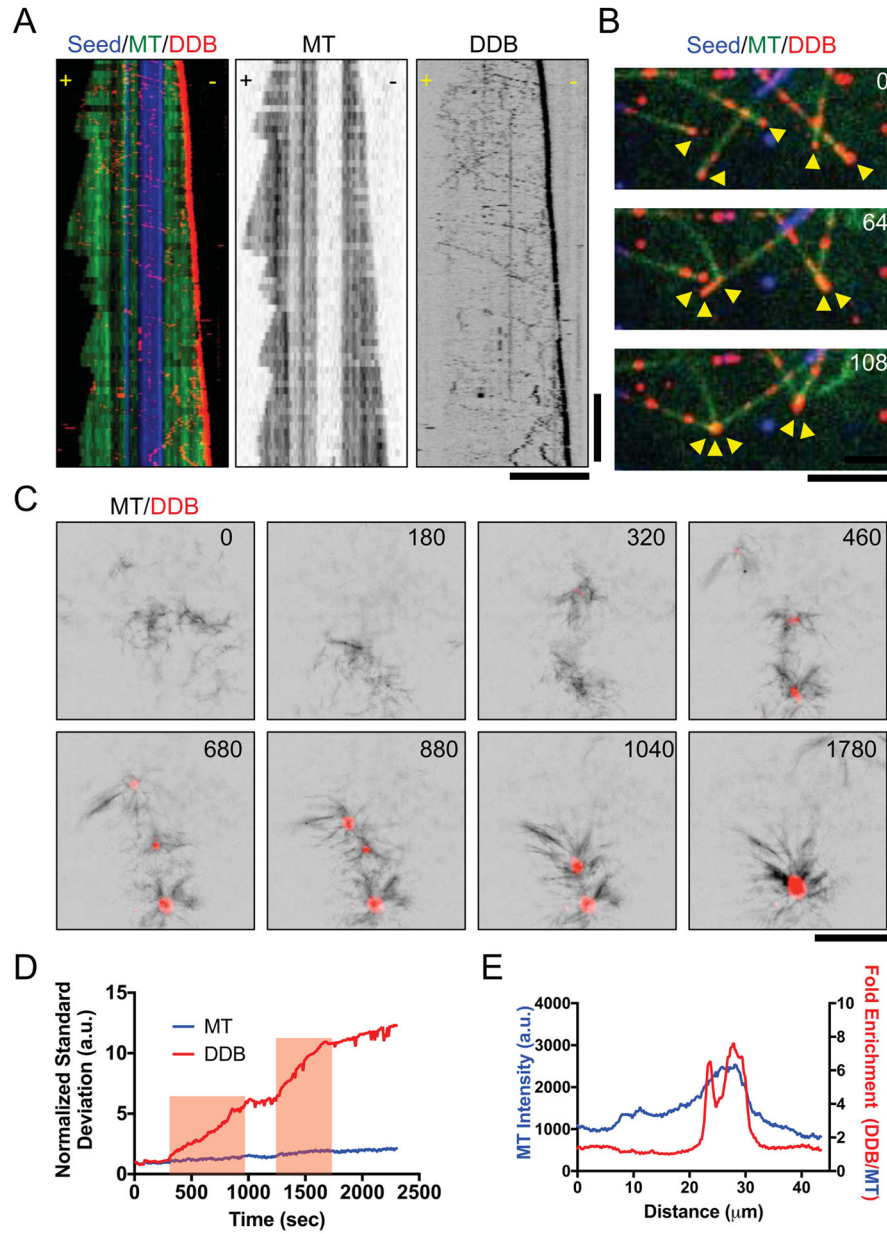 A
Seed/MT/DDB
MT
DDB
+
-
+
-
+
-
B
Seed/MT/DDB
0
64
108
C
MT/DDB
0
180
320
460
680
880
1040
1780
D
Normalized Standard
Deviation (a.u.)
15
10
5
0
MT
DDB
0
500
1000
1500
2000
2500
Time (sec)
E
MT Intensity (a.u.)
4000
3000
2000
1000
0
0
10
20
30
40
Distance (μm)
10
8
6
4
2
0
Fold Enrichment (DDB/MT)